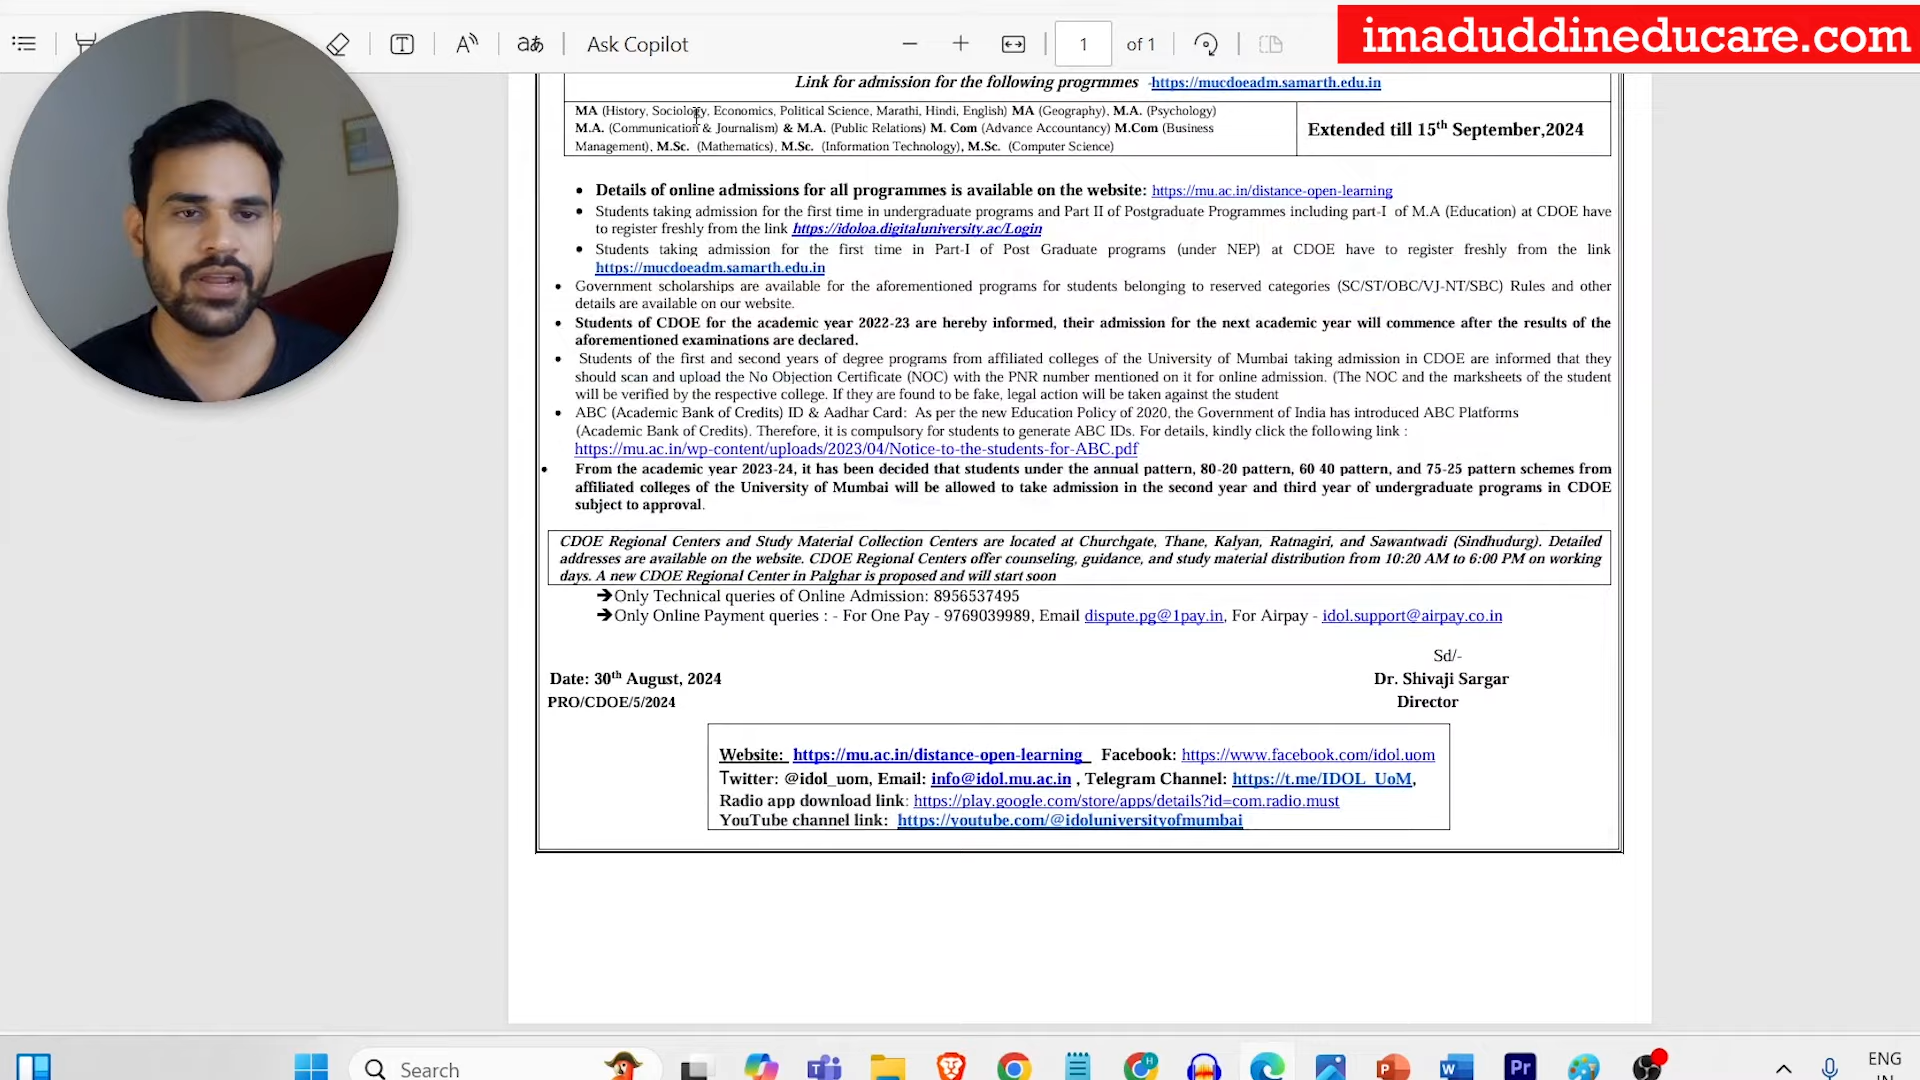 Ask Copilot
1 of 1
imaduddineducare.com
Link for admission for the following progrmmes -https://mucdoeadm.samarth.edu.in
MA (History, Sociology, Economics, Political Science, Marathi, Hindi, English) MA (Geography), M.A. (Psychology)
M.A. (Communication & Journalism) & M.A. (Public Relations) M. Com (Advance Accountancy) M.Com (Business
Management), M.Sc. (Mathematics), M.Sc. (Information Technology), M.Sc. (Computer Science)
Extended till 15th September,2024
• Details of online admissions for all programmes is available on the website: https://mu.ac.in/distance-open-learning
• Students taking admission for the first time in undergraduate programs and Part II of Postgraduate Programmes including part-I of M.A (Education) at CDOE have
to register freshly from the link https://idoloa.digitaluniversity.ac/Login
• Students taking admission for the first time in Part-I of Post Graduate programs (under NEP) at CDOE have to register freshly from the link
https://mucdoeadm.samarth.edu.in
• Government scholarships are available for the aforementioned programs for students belonging to reserved categories (SC/ST/OBC/VJ-NT/SBC) Rules and other
details are available on our website.
• Students of CDOE for the academic year 2022-23 are hereby informed, their admission for the next academic year will commence after the results of the
aforementioned examinations are declared.
• Students of the first and second years of degree programs from affiliated colleges of the University of Mumbai taking admission in CDOE are informed that they
should scan and upload the No Objection Certificate (NOC) with the PNR number mentioned on it for online admission. (The NOC and the marksheets of the student
will be verified by the respective college. If they are found to be fake, legal action will be taken against the student
• ABC (Academic Bank of Credits) ID & Aadhar Card: As per the new Education Policy of 2020, the Government of India has introduced ABC Platforms
(Academic Bank of Credits). Therefore, it is compulsory for students to generate ABC IDs. For details, kindly click the following link :
https://mu.ac.in/wp-content/uploads/2023/04/Notice-to-the-students-for-ABC.pdf
• From the academic year 2023-24, it has been decided that students under the annual pattern, 80-20 pattern, 60 40 pattern, and 75-25 pattern schemes from
affiliated colleges of the University of Mumbai will be allowed to take admission in the second year and third year of undergraduate programs in CDOE
subject to approval.
CDOE Regional Centers and Study Material Collection Centers are located at Churchgate, Thane, Kalyan, Ratnagiri, and Sawantwadi (Sindhudurg). Detailed
addresses are available on the website. CDOE Regional Centers offer counseling, guidance, and study material distribution from 10:20 AM to 6:00 PM on working
days. A new CDOE Regional Center in Palghar is proposed and will start soon
➔Only Technical queries of Online Admission: 8956537495
➔Only Online Payment queries : - For One Pay - 9769039989, Email dispute.pg@1pay.in, For Airpay - idol.support@airpay.co.in
Sd/-
Date: 30th August, 2024 Dr. Shivaji Sargar
PRO/CDOE/5/2024 Director
Website: https://mu.ac.in/distance-open-learning Facebook: https://www.facebook.com/idol.uom
Twitter: @idol_uom, Email: info@idol.mu.ac.in , Telegram Channel: https://t.me/IDOL_UoM,
Radio app download link: https://play.google.com/store/apps/details?id=com.radio.must
YouTube channel link: https://youtube.com/@idoluniversityofmumbai
Search
ENG